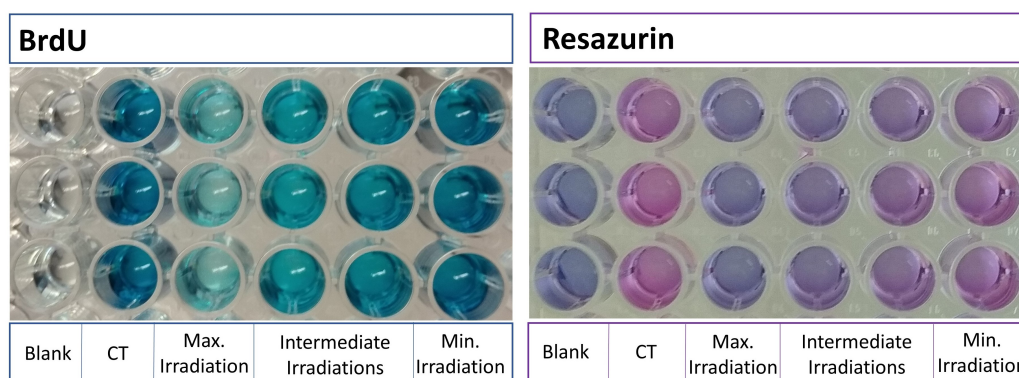 BrdU
Resazurin
Blank
CT
Max.
Irradiation
Intermediate
Irradiations
Min.
Irradiation
Blank
CT
Max.
Irradiation
Intermediate
Irradiations
Min.
Irradiation